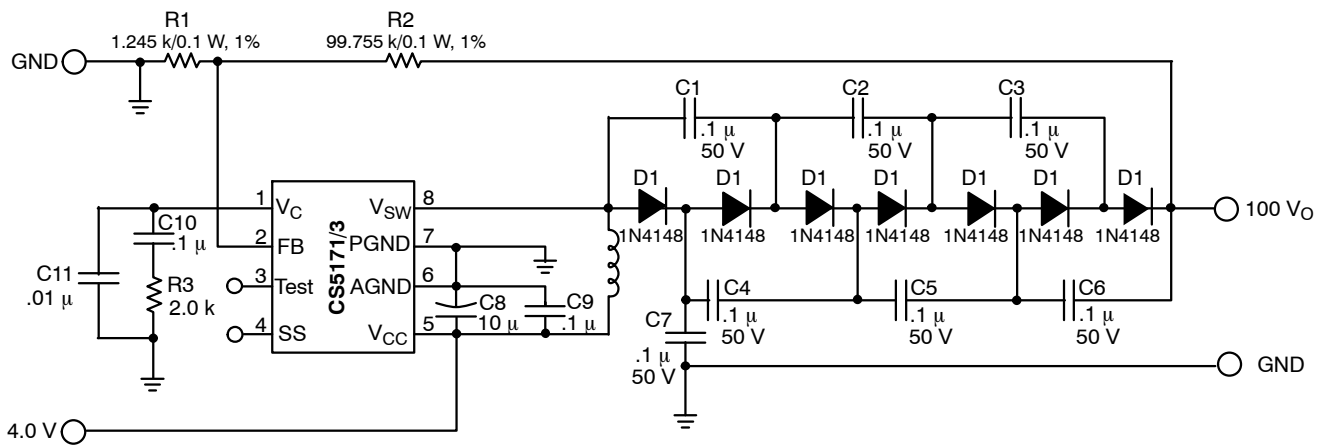 R1
1.245 k/0.1 W, 1%
R2
99.755 k/0.1 W, 1%
GND
C1
.1 μ
50 V
C2
.1 μ
50 V
C3
.1 μ
50 V
D1
1N4148
D1
1N4148
D1
1N4148
D1
1N4148
D1
1N4148
D1
1N4148
D1
1N4148
100 VO
1
VC
VSW
8
C10
.1 μ
2
FB
CS5171/3
PGND
7
C11
.01 μ
R3
2.0 k
3
Test
AGND
6
4
SS
VCC
5
C8
10 μ
C9
.1 μ
C4
.1 μ
50 V
C5
.1 μ
50 V
C6
.1 μ
50 V
C7
.1 μ
50 V
GND
4.0 V